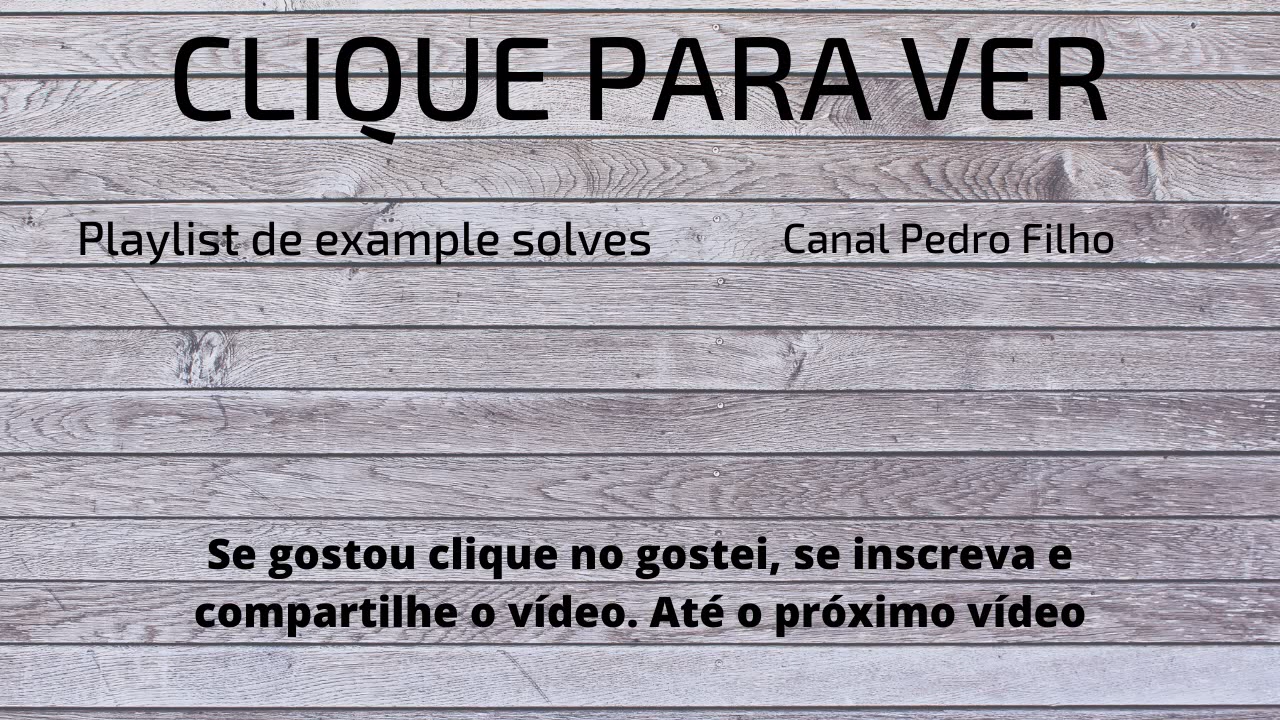 CLIQUE PARA VER
Playlist de example solves
Canal Pedro Filho
Se gostou clique no gostei, se inscreva e
compartilhe o vídeo. Até o próximo vídeo